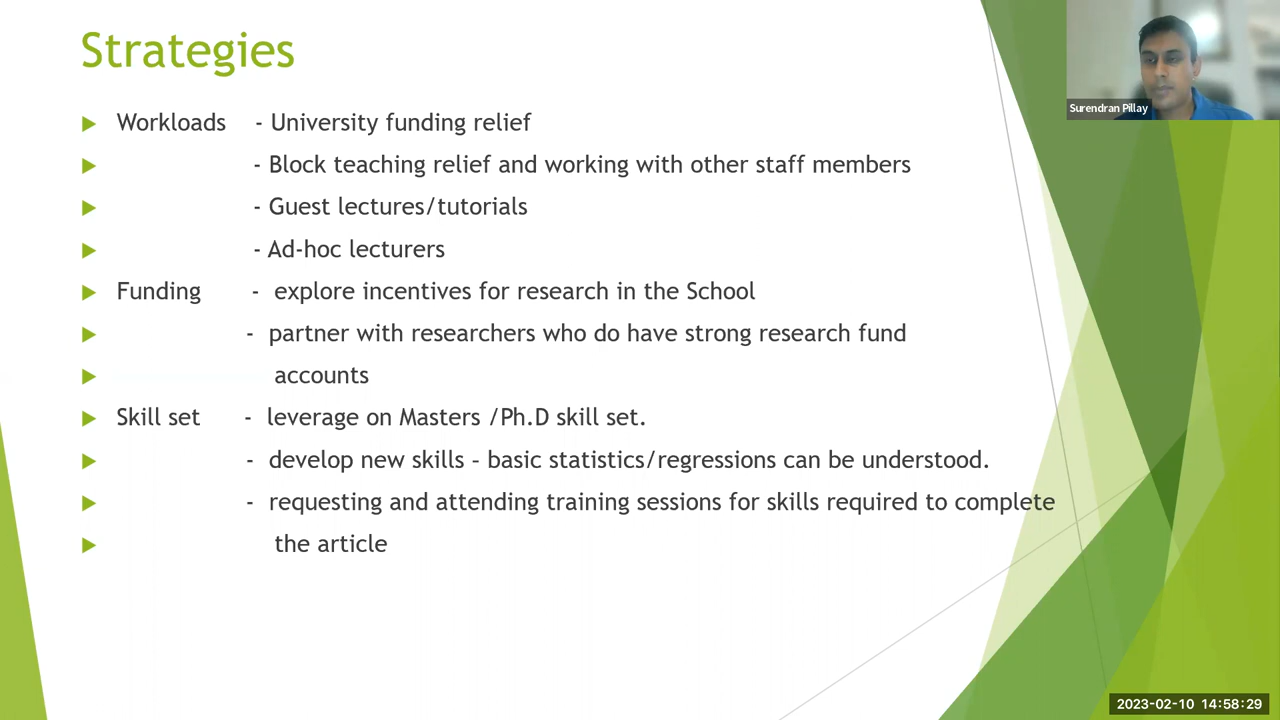 Strategies
Surendran Pillay
Workloads - University funding relief
- Block teaching relief and working with other staff members
- Guest lectures/tutorials
- Ad-hoc lecturers
Funding - explore incentives for research in the School
- partner with researchers who do have strong research fund
accounts
Skill set - leverage on Masters /Ph.D skill set.
- develop new skills – basic statistics/regressions can be understood.
- requesting and attending training sessions for skills required to complete
the article
2023-02-10 14:58:29